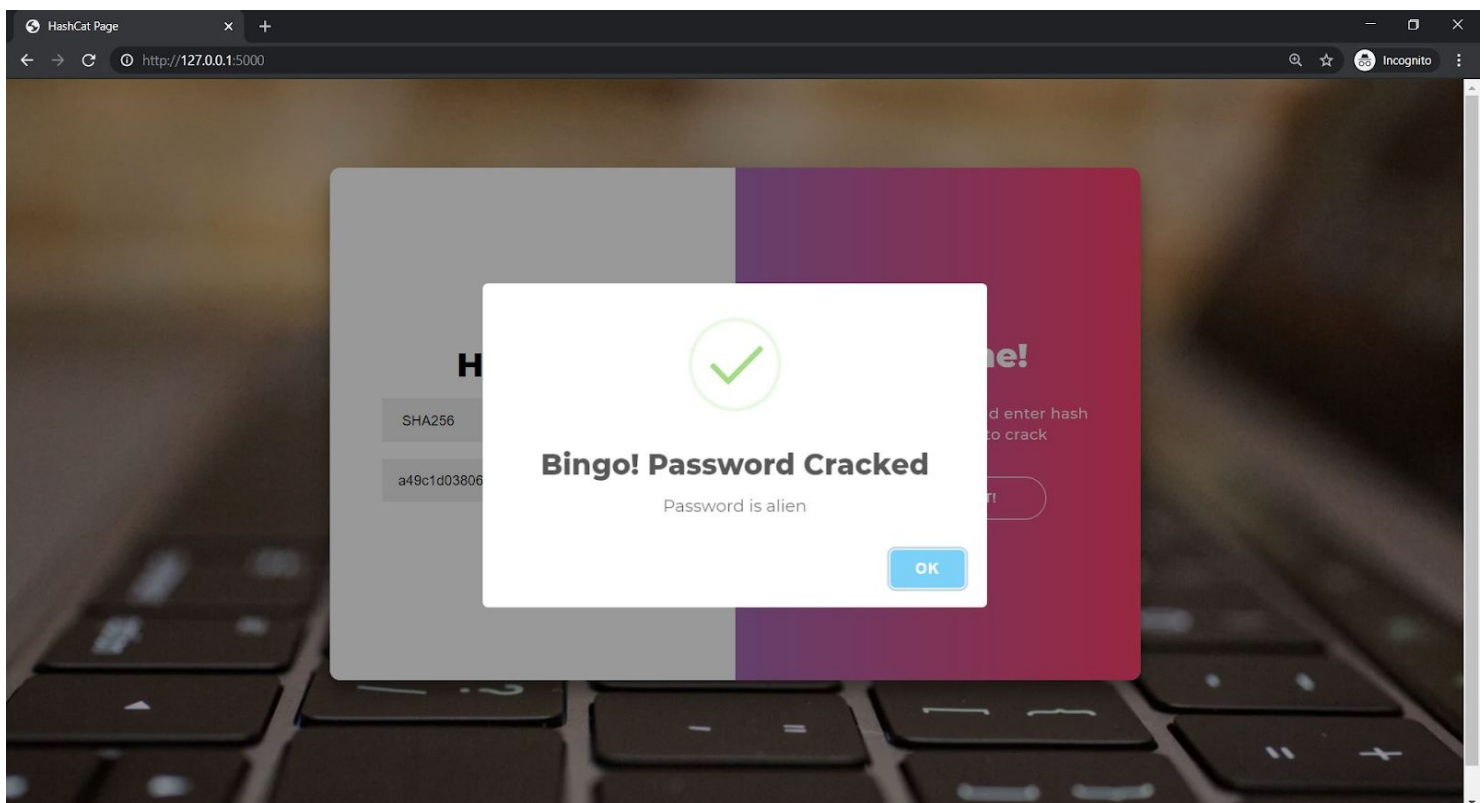 HashCat Page
http://127.0.0.1:5000
Incognito
H
SHA256
a49c1d03806
e!
d enter hash
to crack
T!
Bingo! Password Cracked
Password is alien
OK